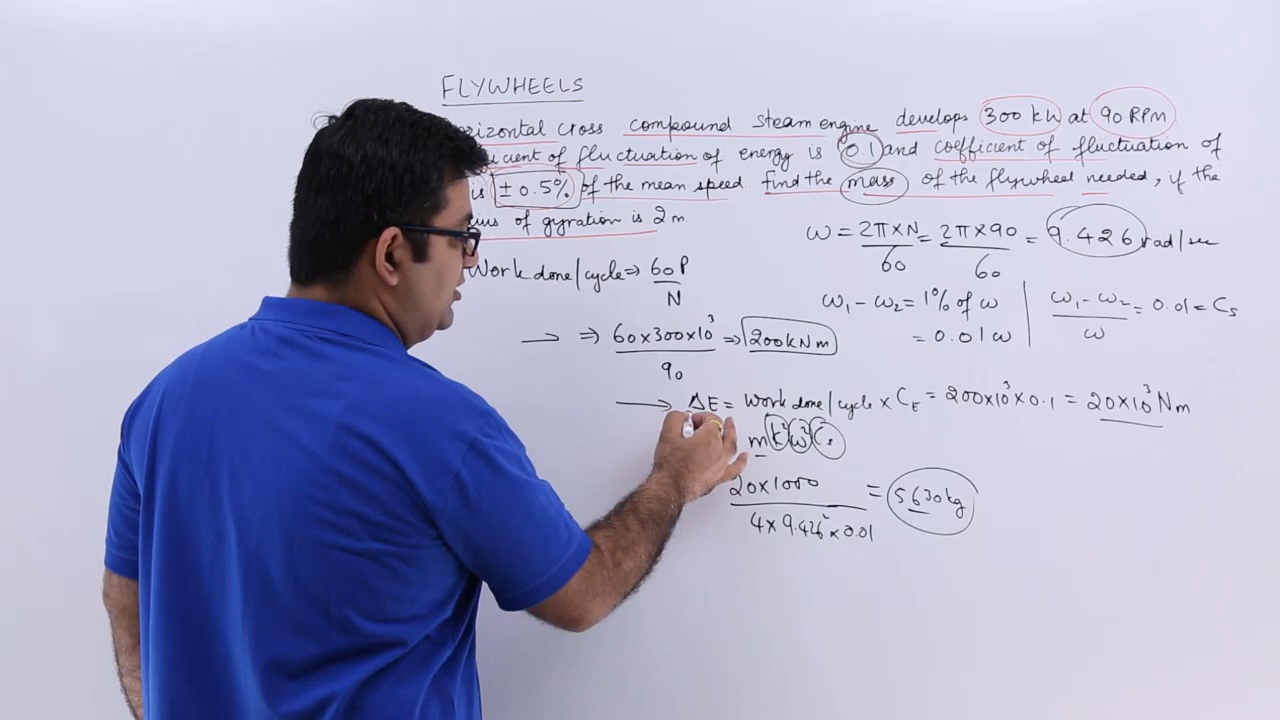 FLYWHEELS
rizontal cross compound steam engine develops 300 kW at 90 RPM
icient of fluctuation of energy is 0.1 and coefficient of fluctuation of
is ±0.5% of the mean speed find the mass of the flywheel needed, if the
ius of gyration is 2 m.
ω = 2π×N/60 = 2π×90/60 = 9.426 rad/sec
Work done/cycle ⇒ 60P/N
ω₁-ω₂ = 1% of ω
= 0.01ω
ω₁-ω₂/ω = 0.01 = Cs
→ ⇒ 60×300×10³/90 ⇒ 200kNm
→ ΔE = Work done/cycle × CE = 200×10³×0.1 = 20×10³Nm
mk²ω²Cs
20×1000/4×9.426²×0.01 = 5630kg